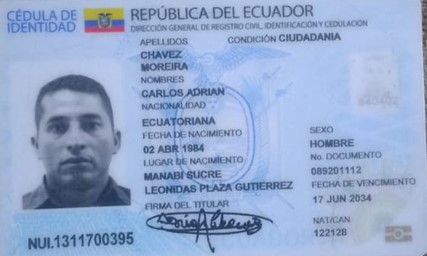 CÉDULA DE IDENTIDAD
REPÚBLICA DEL ECUADOR
DIRECCIÓN GENERAL DE REGISTRO CIVIL, IDENTIFICACIÓN Y CEDULACIÓN
APELLIDOS
CONDICIÓN CIUDADANIA
CHAVEZ
MOREIRA
NOMBRES
CARLOS ADRIAN
NACIONALIDAD
ECUATORIANA
FECHA DE NACIMIENTO
02 ABR 1984
LUGAR DE NACIMIENTO
MANABI SUCRE
LEONIDAS PLAZA GUTIERREZ
FIRMA DEL TITULAR
SEXO
HOMBRE
No. DOCUMENTO
089201112
FECHA DE VENCIMIENTO
17 JUN 2034
NAT/CAN
122128
NUI.1311700395